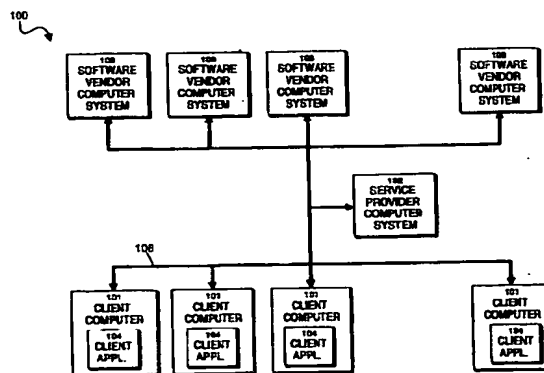 100
108
SOFTWARE
VENDOR
COMPUTER
SYSTEM
108
SOFTWARE
VENDOR
COMPUTER
SYSTEM
108
SOFTWARE
VENDOR
COMPUTER
SYSTEM
108
SOFTWARE
VENDOR
COMPUTER
SYSTEM
102
SERVICE
PROVIDER
COMPUTER
SYSTEM
106
101
CLIENT
COMPUTER
104
CLIENT
APPL.
101
CLIENT
COMPUTER
104
CLIENT
APPL.
101
CLIENT
COMPUTER
104
CLIENT
APPL.
101
CLIENT
COMPUTER
104
CLIENT
APPL.